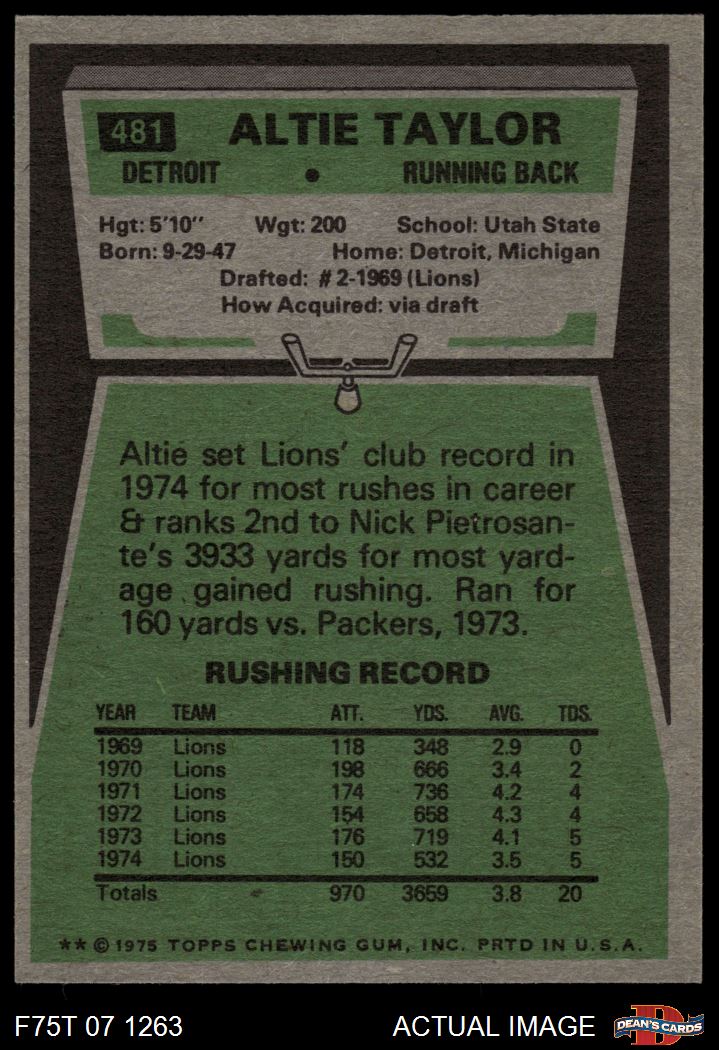 481 ALTIE TAYLOR
DETROIT • RUNNING BACK
Hgt: 5'10" Wgt: 200 School: Utah State
Born: 9-29-47 Home: Detroit, Michigan
Drafted: #2-1969 (Lions)
How Acquired: via draft
Altie set Lions' club record in
1974 for most rushes in career
& ranks 2nd to Nick Pietrosan-
te's 3933 yards for most yard-
age gained rushing. Ran for
160 yards vs. Packers, 1973.
RUSHING RECORD
YEAR TEAM ATT. YDS. AVG. TDS.
1969 Lions 118 348 2.9 0
1970 Lions 198 666 3.4 2
1971 Lions 174 736 4.2 4
1972 Lions 154 658 4.3 4
1973 Lions 176 719 4.1 5
1974 Lions 150 532 3.5 5
Totals 970 3659 3.8 20
** © 1975 TOPPS CHEWING GUM, INC. PRTD IN U.S.A.
F75T 07 1263 ACTUAL IMAGE D DEAN'S CARDS